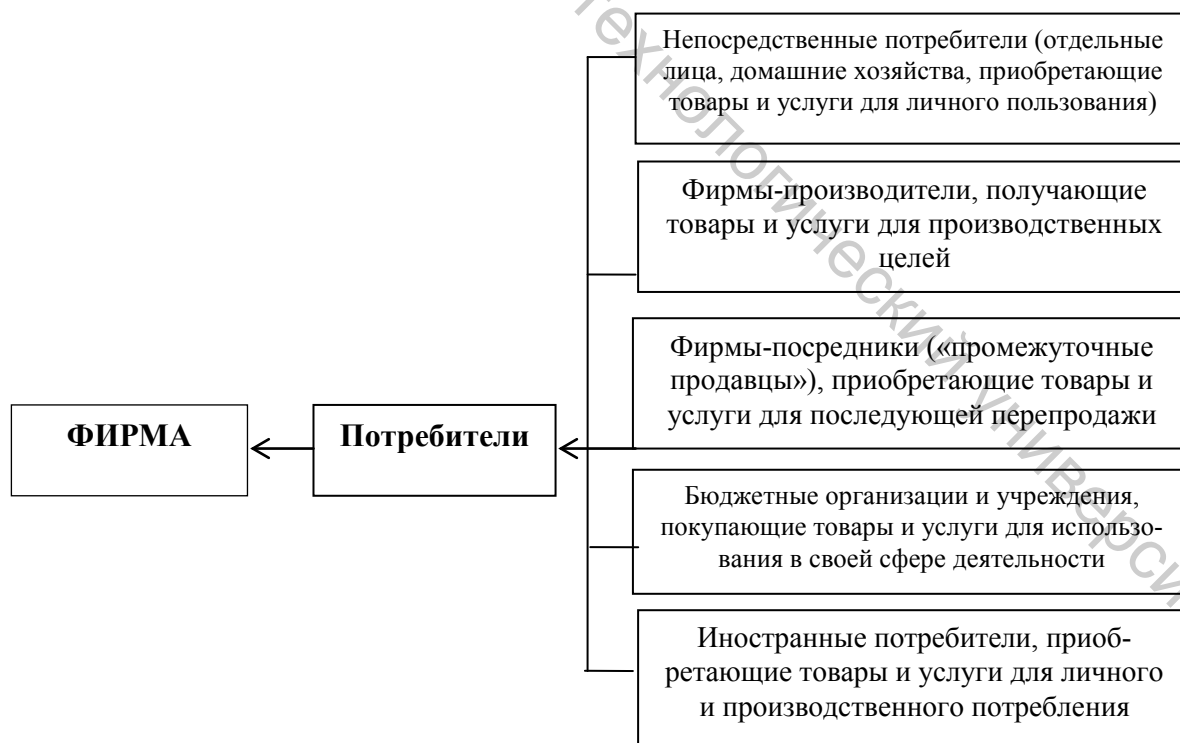 Непосредственные потребители (отдельные
лица, домашние хозяйства, приобретающие
товары и услуги для личного пользования)
Фирмы-производители, получающие
товары и услуги для производственных
целей
Фирмы-посредники («промежуточные
продавцы»), приобретающие товары и
услуги для последующей перепродажи
ФИРМА
Потребители
Бюджетные организации и учреждения,
покупающие товары и услуги для использо-
вания в своей сфере деятельности
Иностранные потребители, приоб-
ретающие товары и услуги для личного
и производственного потребления
технологический универси